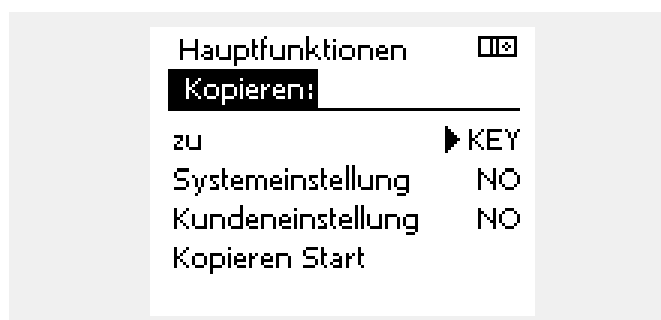 Hauptfunktionen
Kopieren:
zu ▶KEY
Systemeinstellung NO
Kundeneinstellung NO
Kopieren Start